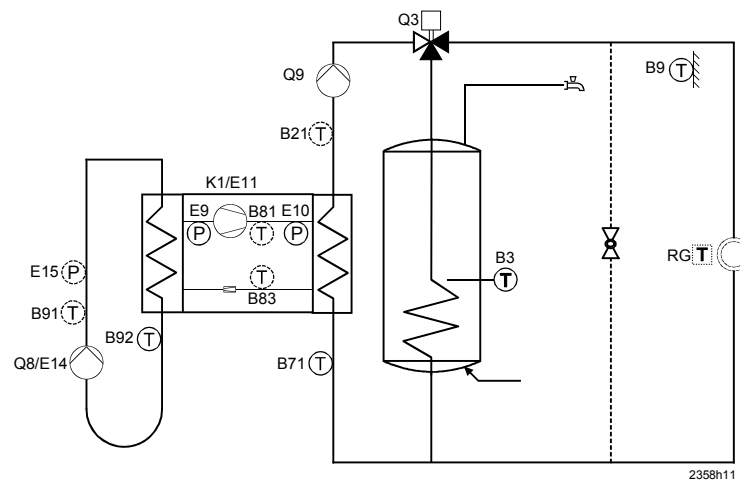 Q3
Q9
B9 T
B21 T
K1/E11
E9 B81 E10
P T P
T
B83
B3
T
RG T
E15 P
B91 T
B92 T
Q8/E14
B71 T
2358h11